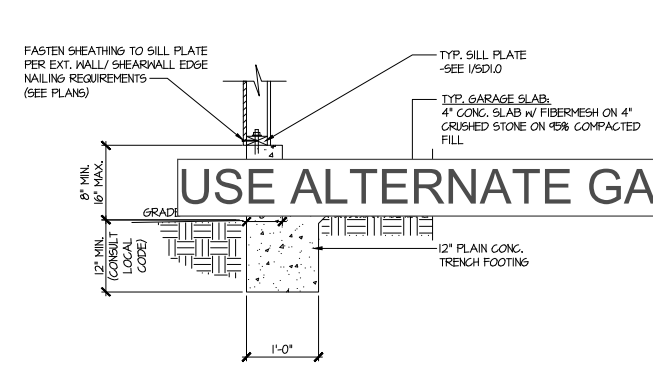 FASTEN SHEATHING TO SILL PLATE
PER EXT. WALL/ SHEARWALL EDGE
NAILING REQUIREMENTS
(SEE PLANS)
TYP. SILL PLATE
-SEE 1/SD1.0
TYP. GARAGE SLAB:
4" CONC. SLAB W/ FIBERMESH ON 4"
CRUSHED STONE ON 95% COMPACTED
FILL
8" MIN.
16" MAX.
USE ALTERNATE GA
GRADE
12" MIN.
(CONSULT
LOCAL
CODE)
12" PLAIN CONC.
TRENCH FOOTING
1'-0"